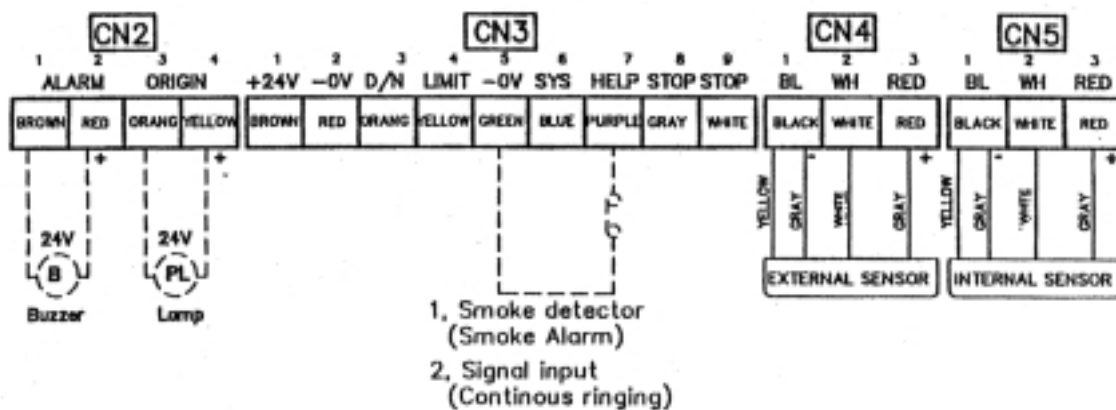 CN2 CN3 CN4 CN5
1 2 3 4 1 2 3 4 5 6 7 8 9 1 2 3 1 2 3
ALARM ORIGIN +24V -0V D/N LIMIT -0V SYS HELP STOP STOP BL WH RED BL WH RED
BROWN RED ORANG YELLOW BROWN RED ORANG YELLOW GREEN BLUE PURPLE GRAY WHITE BLACK WHITE RED BLACK WHITE RED
+ + - + - +
YELLOW GRAY WHITE GRAY YELLOW GRAY WHITE GRAY
24V 24V
B PL EXTERNAL SENSOR INTERNAL SENSOR
Buzzer Lamp
1, Smoke detector
(Smoke Alarm)
2, Signal input
(Continous ringing)